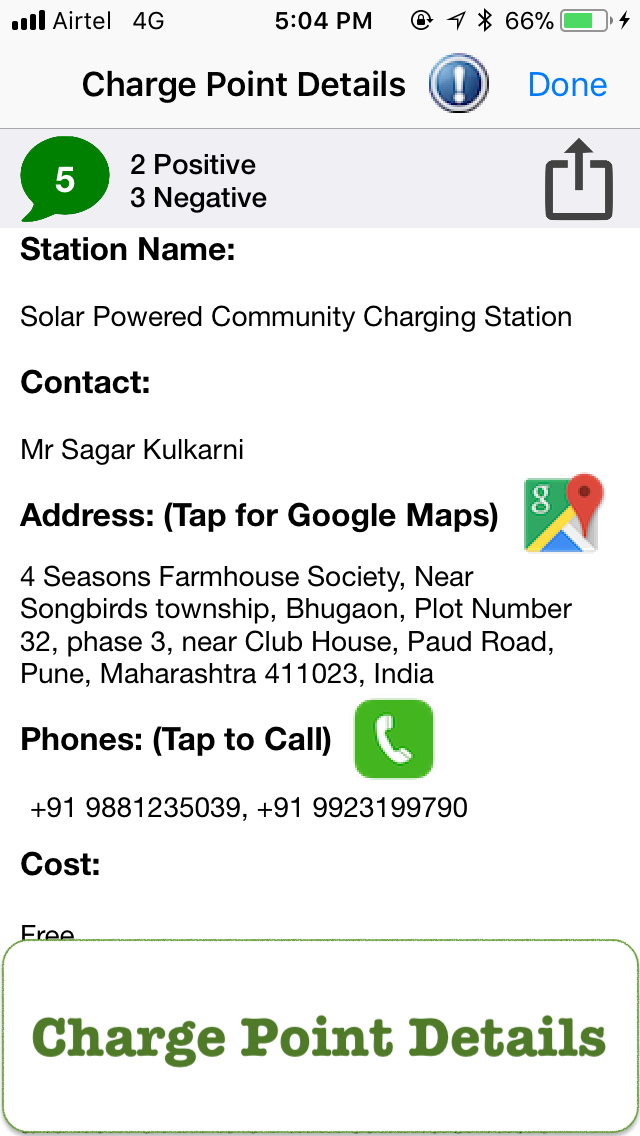 Airtel 4G 5:04 PM 66%
Charge Point Details Done
5
2 Positive
3 Negative
Station Name:
Solar Powered Community Charging Station
Contact:
Mr Sagar Kulkarni
Address: (Tap for Google Maps)
g
4 Seasons Farmhouse Society, Near
Songbirds township, Bhugaon, Plot Number
32, phase 3, near Club House, Paud Road,
Pune, Maharashtra 411023, India
Phones: (Tap to Call)
+91 9881235039, +91 9923199790
Cost:
Free
Charge Point Details